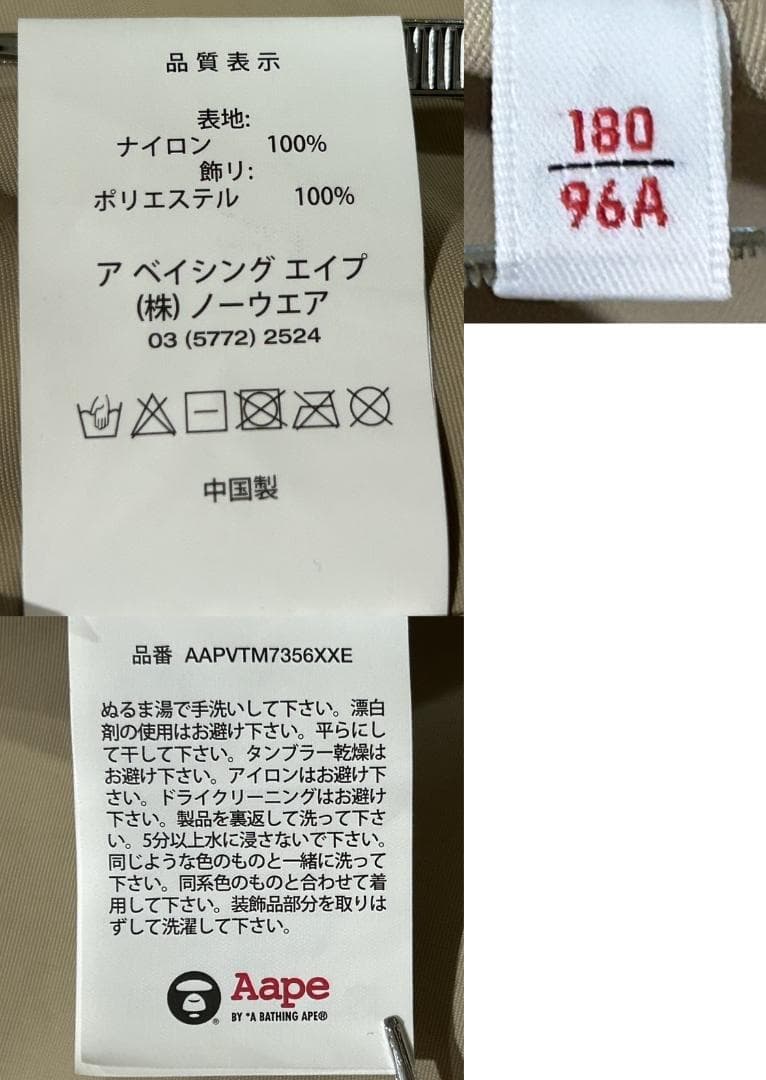 品質表示
表地:
ナイロン 100%
飾り:
ポリエステル 100%
ア ベイシング エイプ
(株) ノーウエア
03 (5772) 2524
中国製
180
96A
品番 AAPVTM7356XXE
ぬるま湯で手洗いして下さい。漂白
剤の使用はお避け下さい。平らにし
て干して下さい。タンブラー乾燥は
お避け下さい。アイロンはお避け下
さい。ドライクリーニングはお避け
下さい。製品を裏返して洗って下さ
い。5分以上水に浸さないで下さい。
同じような色のものと一緒に洗って
下さい。同系色のものと合わせて着
用して下さい。装飾品部分を取りは
ずして洗濯して下さい。
Aape
BY *A BATHING APE®